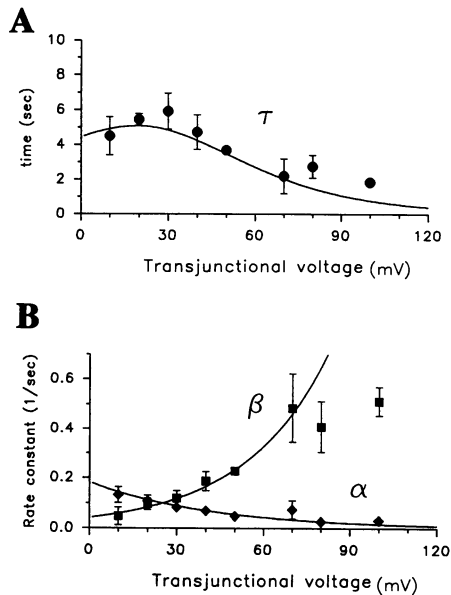 A
10
8
6
4
2
0
time (sec)
τ
0 30 60 90 120
Transjunctional voltage (mV)
B
0.6
0.4
0.2
0.0
Rate constant (1/sec)
β
α
0 30 60 90 120
Transjunctional voltage (mV)